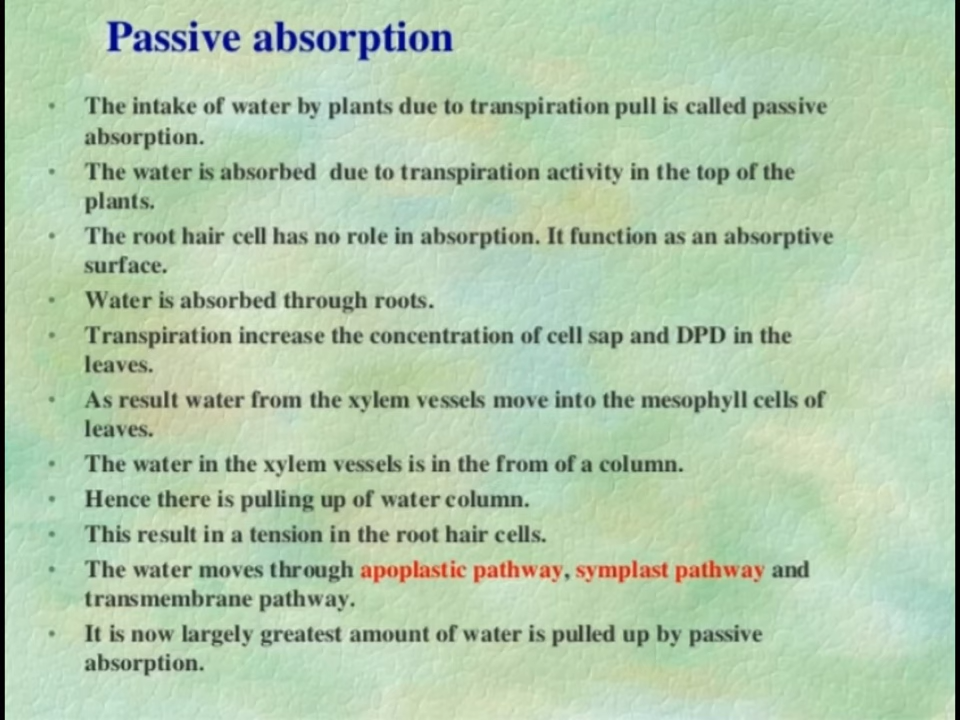 Passive absorption
• The intake of water by plants due to transpiration pull is called passive
absorption.
• The water is absorbed due to transpiration activity in the top of the
plants.
• The root hair cell has no role in absorption. It function as an absorptive
surface.
• Water is absorbed through roots.
• Transpiration increase the concentration of cell sap and DPD in the
leaves.
• As result water from the xylem vessels move into the mesophyll cells of
leaves.
• The water in the xylem vessels is in the from of a column.
• Hence there is pulling up of water column.
• This result in a tension in the root hair cells.
• The water moves through apoplastic pathway, symplast pathway and
transmembrane pathway.
• It is now largely greatest amount of water is pulled up by passive
absorption.